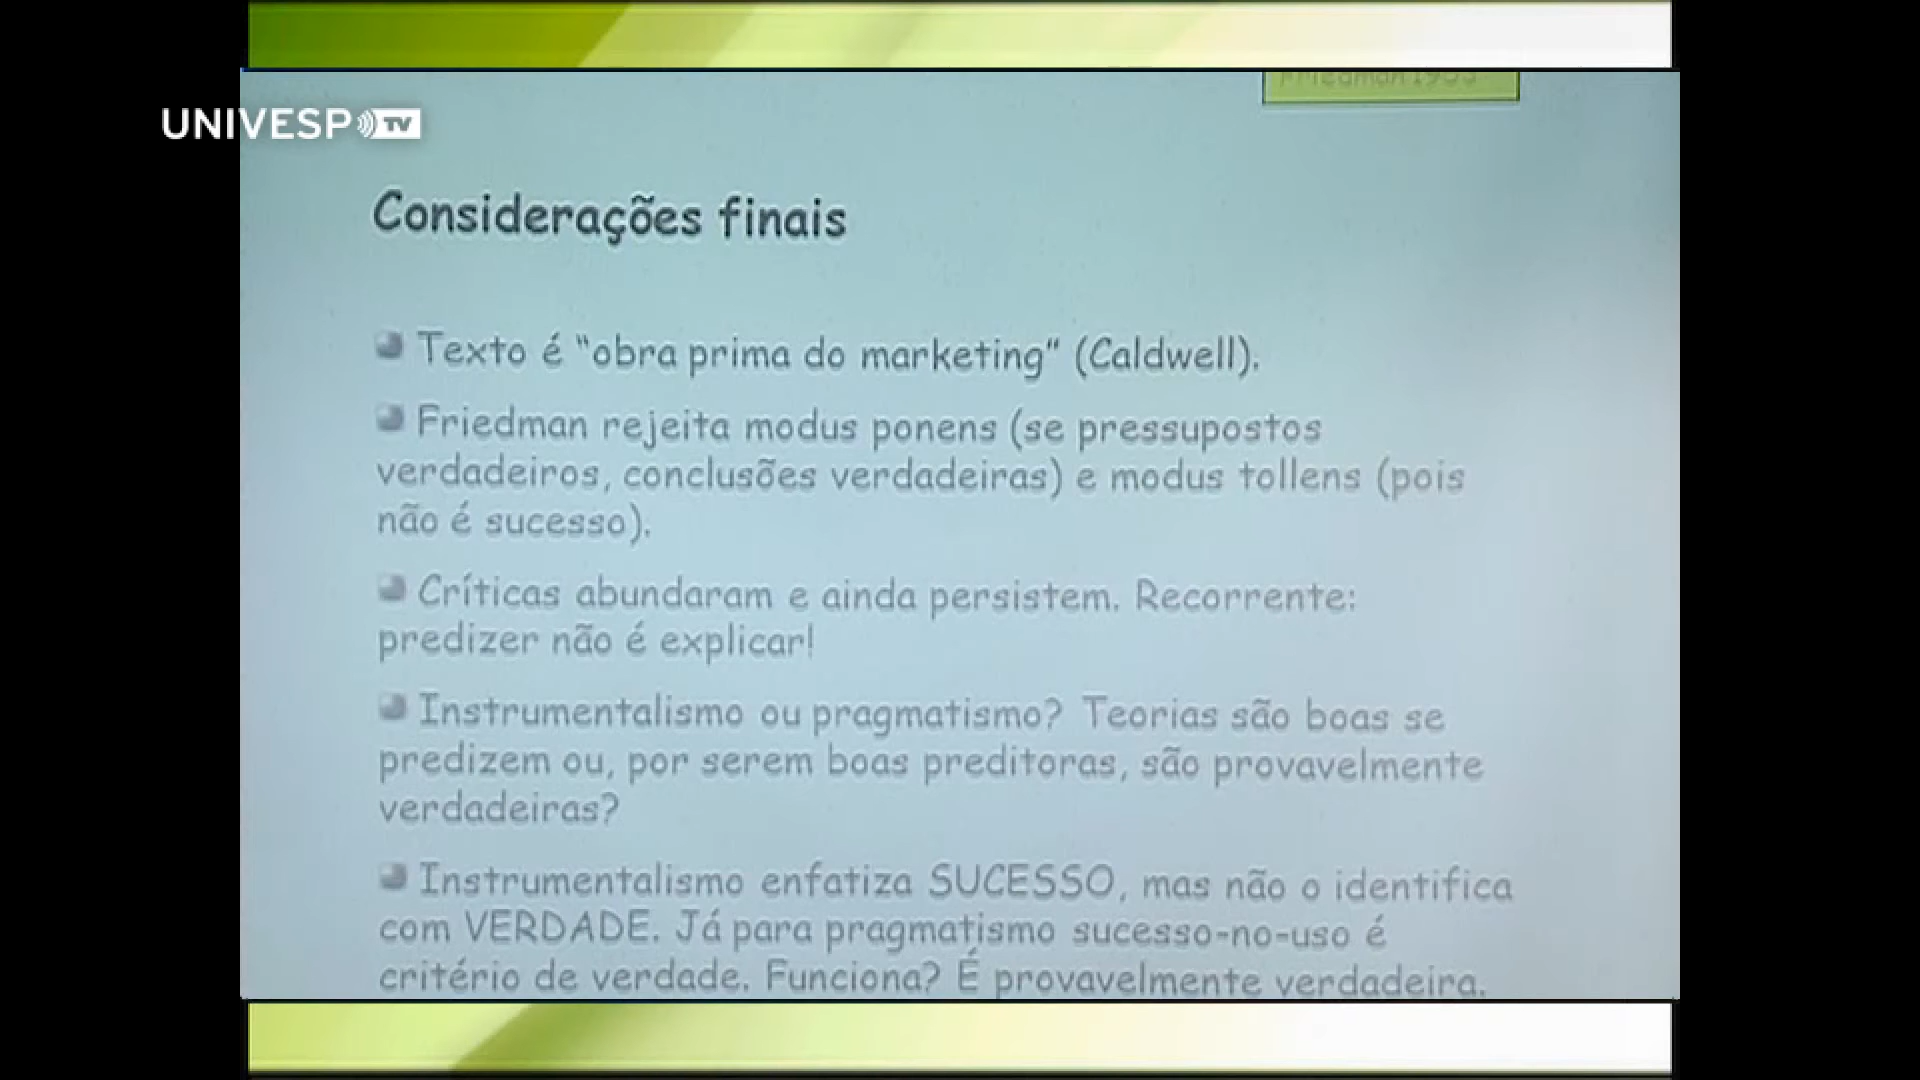 UNIVESP TV
Considerações finais
Texto é “obra prima do marketing” (Caldwell).
Friedman rejeita modus ponens (se pressupostos
verdadeiros, conclusões verdadeiras) e modus tollens (pois
não é sucesso).
Críticas abundaram e ainda persistem. Recorrente:
predizer não é explicar!
Instrumentalismo ou pragmatismo? Teorias são boas se
predizem ou, por serem boas preditoras, são provavelmente
verdadeiras?
Instrumentalismo enfatiza SUCESSO, mas não o identifica
com VERDADE. Já para pragmatismo sucesso-no-uso é
critério de verdade. Funciona? É provavelmente verdadeira.